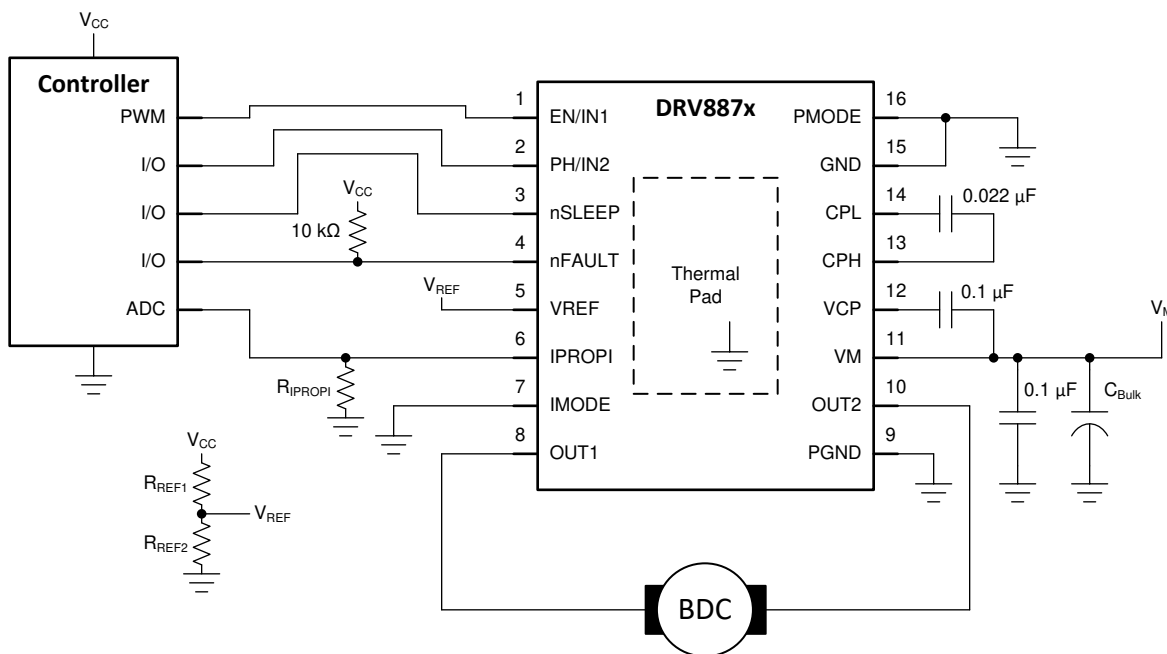 VCC
Controller
PWM
I/O
I/O
I/O
ADC
VCC
10 kΩ
VREF
RIPROPI
VCC
RREF1
VREF
RREF2
DRV887x
1
EN/IN1
2
PH/IN2
3
nSLEEP
4
nFAULT
5
VREF
6
IPROPI
7
IMODE
8
OUT1
Thermal
Pad
16
PMODE
15
GND
14
CPL
13
CPH
12
VCP
11
VM
10
OUT2
9
PGND
0.022 µF
0.1 µF
VM
0.1 µF
CBulk
BDC